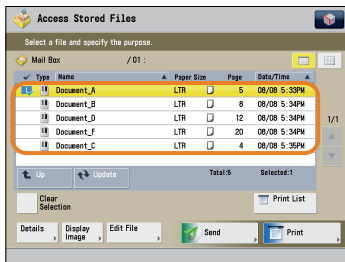 Access Stored Files
Select a file and specify the purpose.
Mail Box / 01 :
Type Name Paper Size Page Date/Time
1 Document_A LTR 5 08/08 5:33PM
Document_B LTR 8 08/08 5:34PM
Document_D LTR 12 08/08 5:34PM
Document_F LTR 20 08/08 5:34PM
Document_C LTR 4 08/08 5:35PM
1/1
Up Update Total:5 Selected:1
Clear Selection Print List
Details Display Image Edit File Send Print